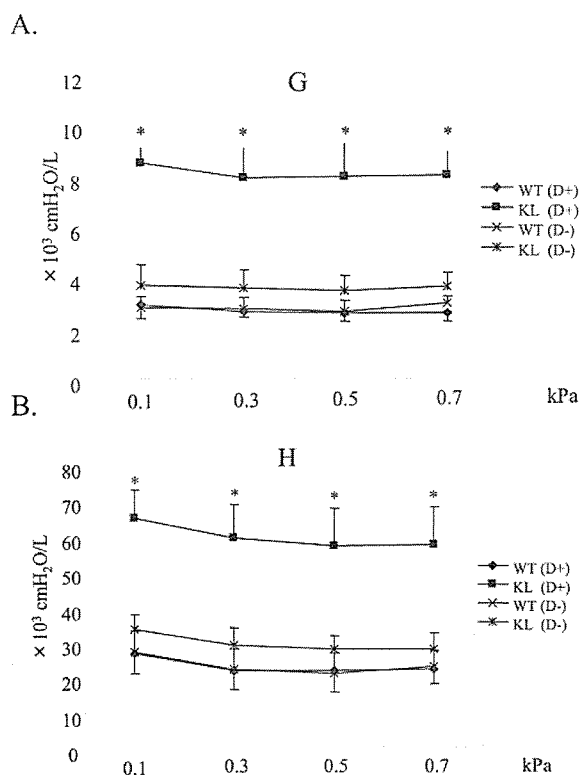 A.
G
12
10
8
6
4
2
0
× 10³ cmH₂O/L
* * * *
WT (D+)
KL (D+)
WT (D-)
KL (D-)
0.1 0.3 0.5 0.7 kPa
B.
H
80
70
60
50
40
30
20
10
0
× 10³ cmH₂O/L
* * * *
WT (D+)
KL (D+)
WT (D-)
KL (D-)
0.1 0.3 0.5 0.7 kPa